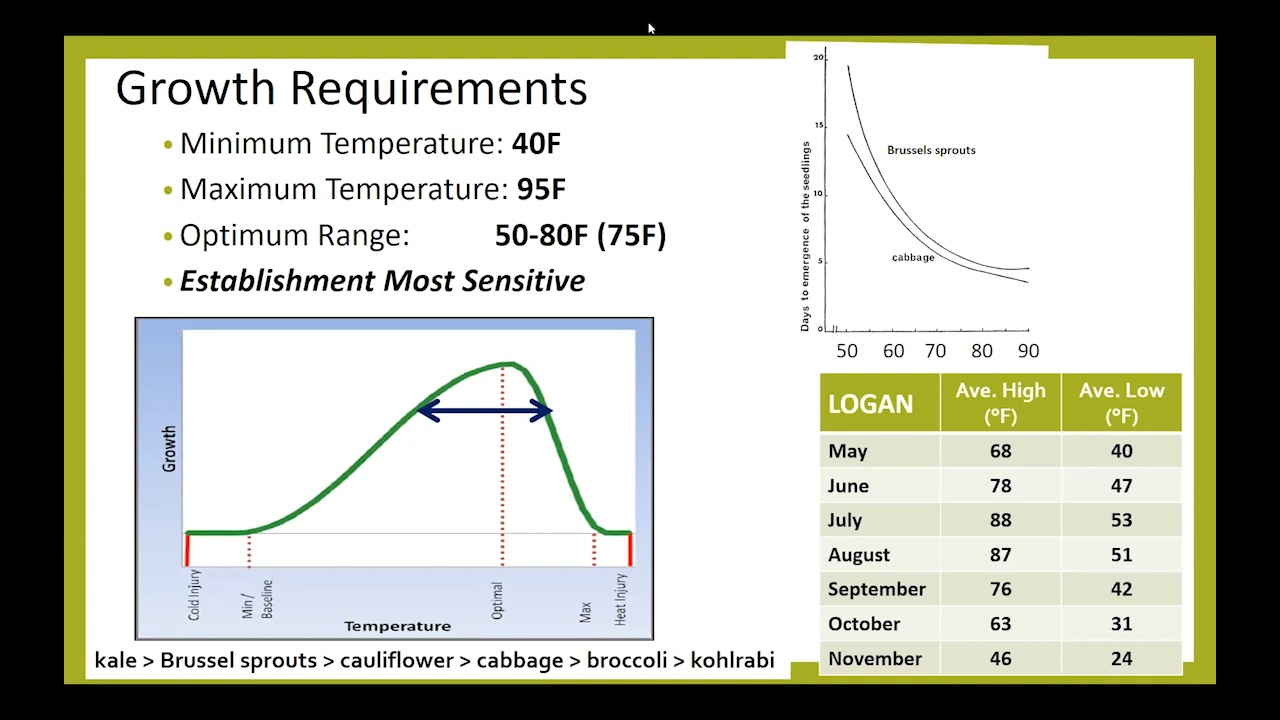 Growth Requirements
• Minimum Temperature: 40F
• Maximum Temperature: 95F
• Optimum Range: 50-80F (75F)
• Establishment Most Sensitive
Growth
Cold Injury
Min /
Baseline
Optimal
Max
Heat Injury
Temperature
kale > Brussel sprouts > cauliflower > cabbage > broccoli > kohlrabi
Days to emergence of the seedlings
20
15
10
5
0
Brussels sprouts
cabbage
50 60 70 80 90
LOGAN Ave. High (°F) Ave. Low (°F)
May 68 40
June 78 47
July 88 53
August 87 51
September 76 42
October 63 31
November 46 24